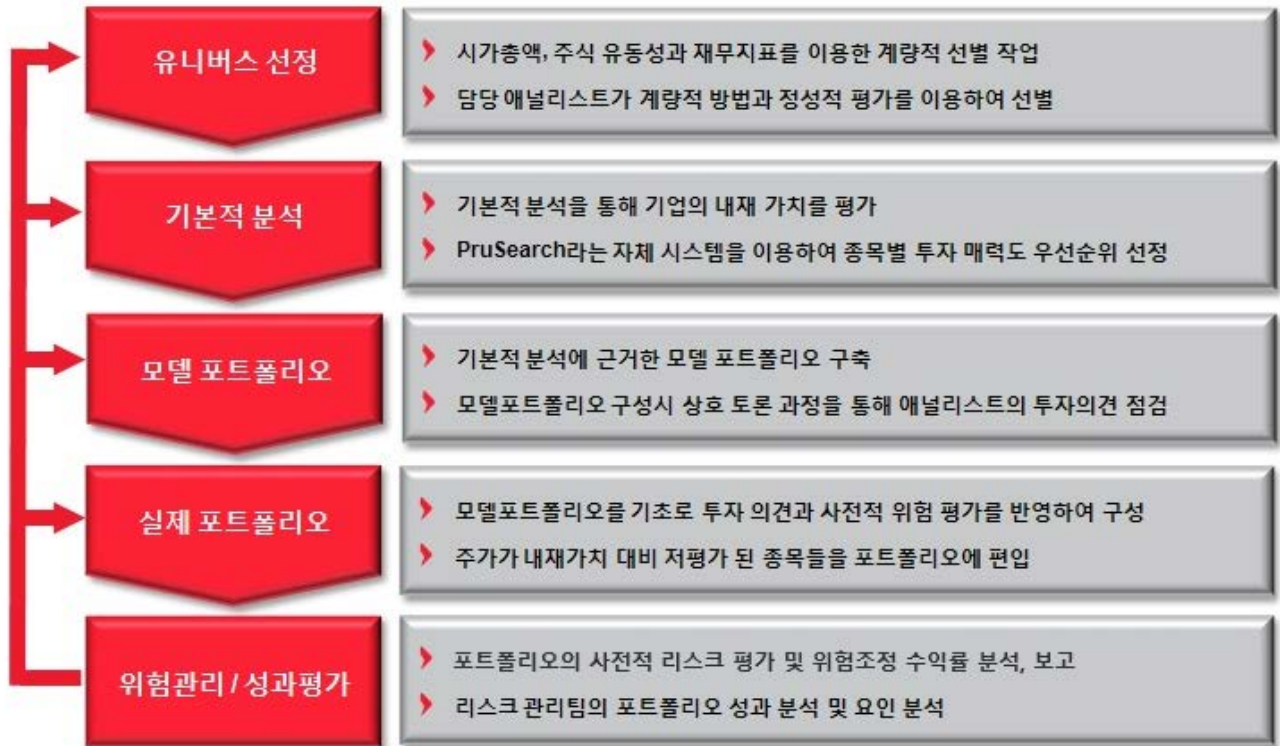 유니버스 선정
시가총액, 주식 유동성과 재무지표를 이용한 계량적 선별 작업
담당 애널리스트가 계량적 방법과 정성적 평가를 이용하여 선별
기본적 분석
기본적 분석을 통해 기업의 내재 가치를 평가
PruSearch라는 자체 시스템을 이용하여 종목별 투자 매력도 우선순위 선정
모델 포트폴리오
기본적 분석에 근거한 모델 포트폴리오 구축
모델포트폴리오 구성시 상호 토론 과정을 통해 애널리스트의 투자의견 점검
실제 포트폴리오
모델포트폴리오를 기초로 투자 의견과 사전적 위험 평가를 반영하여 구성
주가가 내재가치 대비 저평가 된 종목들을 포트폴리오에 편입
위험관리 / 성과평가
포트폴리오의 사전적 리스크 평가 및 위험조정 수익률 분석, 보고
리스크 관리팀의 포트폴리오 성과 분석 및 요인 분석